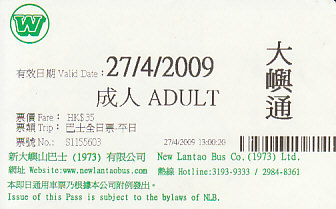 W
有效日期 Valid Date : 27/4/2009
成人 ADULT
大嶼通
票價 Fare : HK$35
票類 Trip : 巴士全日票-平日
票號 No. : S1155603
27/4/2009 13:00:20
新大嶼山巴士 (1973) 有限公司 New Lantao Bus Co.(1973) Ltd.
網址 Website:www.newlantaobus.com 熱線 Hotline:3193-9333 / 2984-8361
本即日通用車票乃根據本公司附例發出。
Issue of this Pass is subject to the bylaws of NLB.